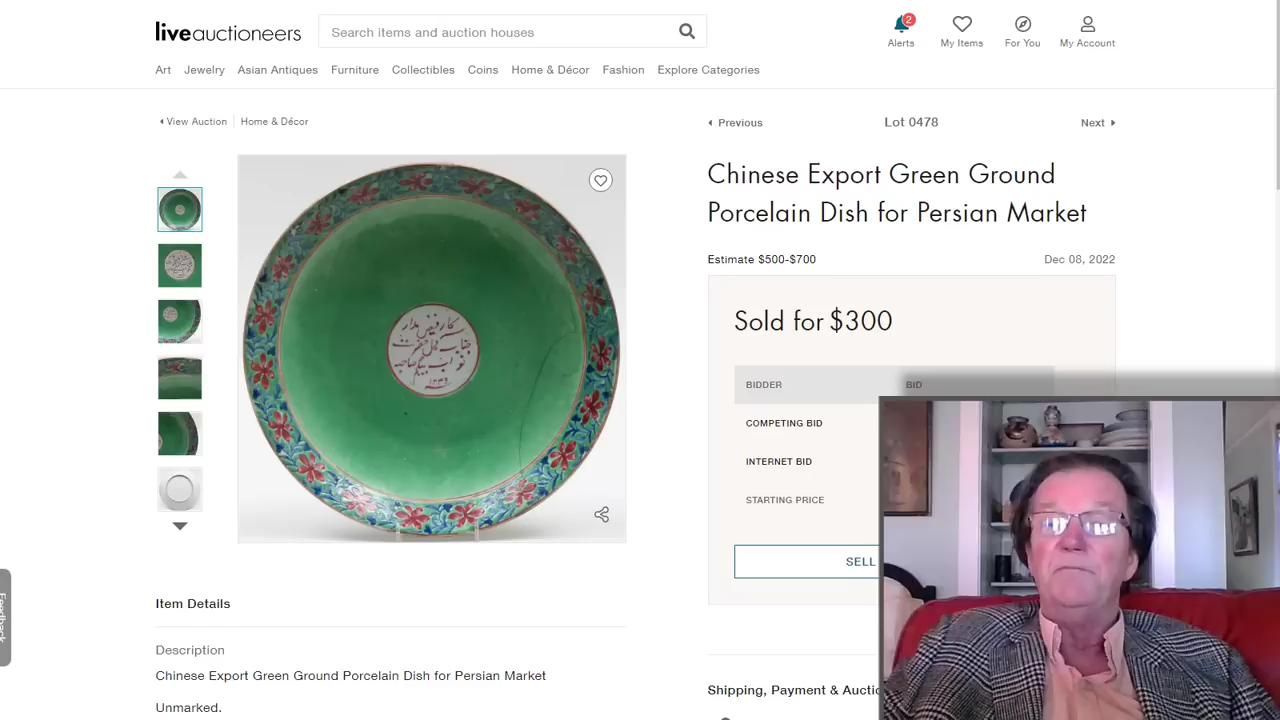 liveauctioneers
Search items and auction houses
2
Alerts
My Items
For You
My Account
Art
Jewelry
Asian Antiques
Furniture
Collectibles
Coins
Home & Décor
Fashion
Explore Categories
View Auction
Home & Décor
Previous
Lot 0478
Next
Chinese Export Green Ground
Porcelain Dish for Persian Market
Estimate $500-$700
Dec 08, 2022
Sold for $300
BIDDER
BID
COMPETING BID
INTERNET BID
STARTING PRICE
SELL
Feedback
Item Details
Description
Chinese Export Green Ground Porcelain Dish for Persian Market
Unmarked.
Shipping, Payment & Auctio